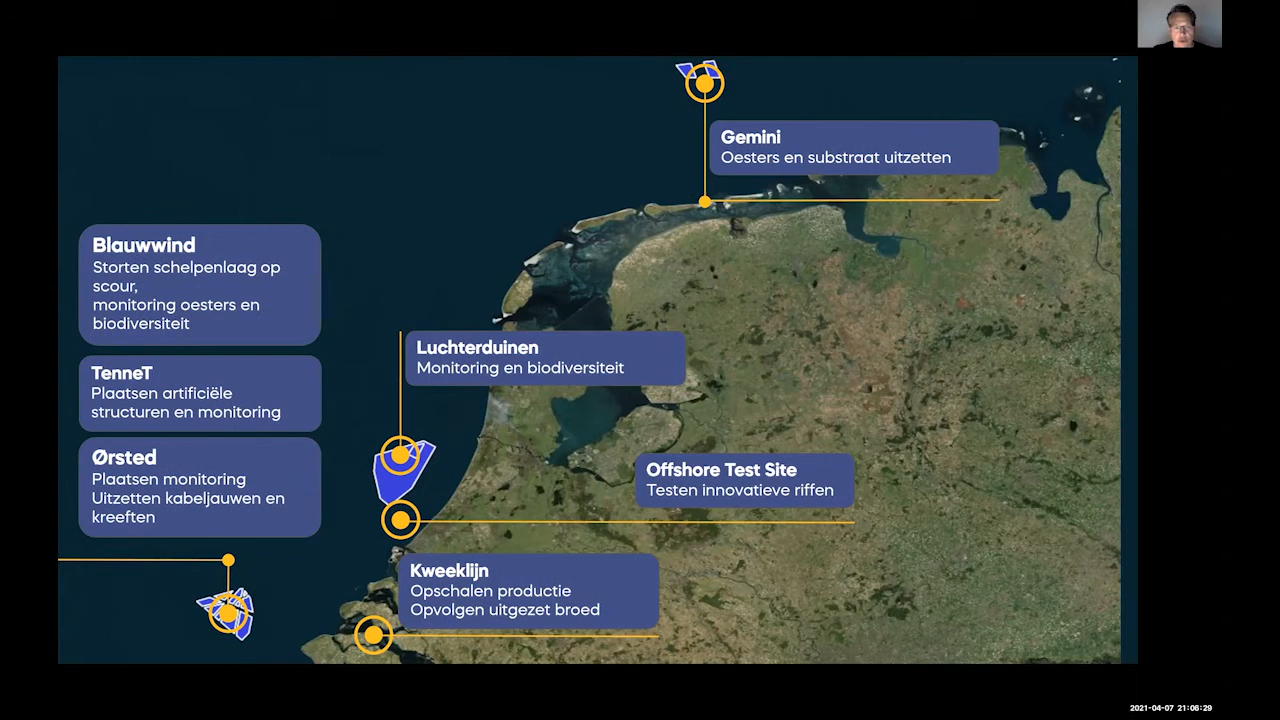 Gemini
Oesters en substraat uitzetten
Blauwwind
Storten schelpenlaag op
scour,
monitoring oesters en
biodiversiteit
Luchterduinen
Monitoring en biodiversiteit
TenneT
Plaatsen artificiële
structuren en monitoring
Ørsted
Plaatsen monitoring
Uitzetten kabeljauwen en
kreeften
Offshore Test Site
Testen innovatieve riffen
Kweeklijn
Opschalen productie
Opvolgen uitgezet broed
2021-04-07 21:06:29